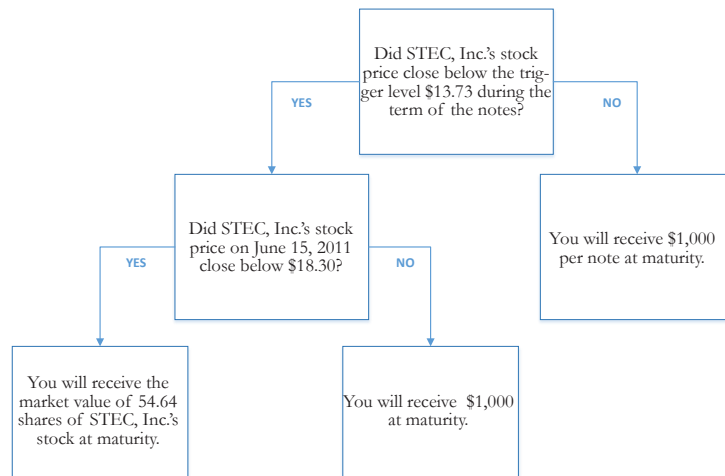 Did STEC, Inc.'s stock
price close below the trig-
ger level $13.73 during the
term of the notes?
YES
NO
Did STEC, Inc.'s stock
price on June 15, 2011
close below $18.30?
You will receive $1,000
per note at maturity.
YES
NO
You will receive the
market value of 54.64
shares of STEC, Inc.'s
stock at maturity.
You will receive $1,000
at maturity.